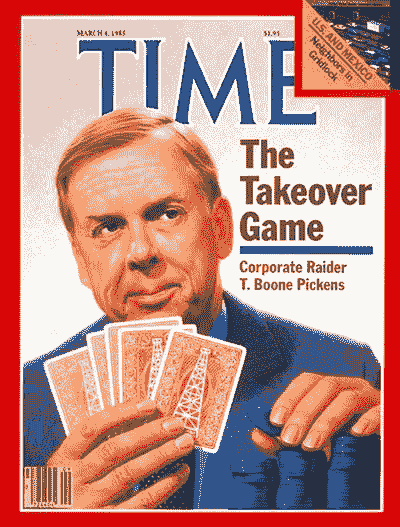 MARCH 4, 1985
$1.95
TIME
U.S. AND MEXICO
Neighbors in
Gridlock
The
Takeover
Game
Corporate Raider
T. Boone Pickens